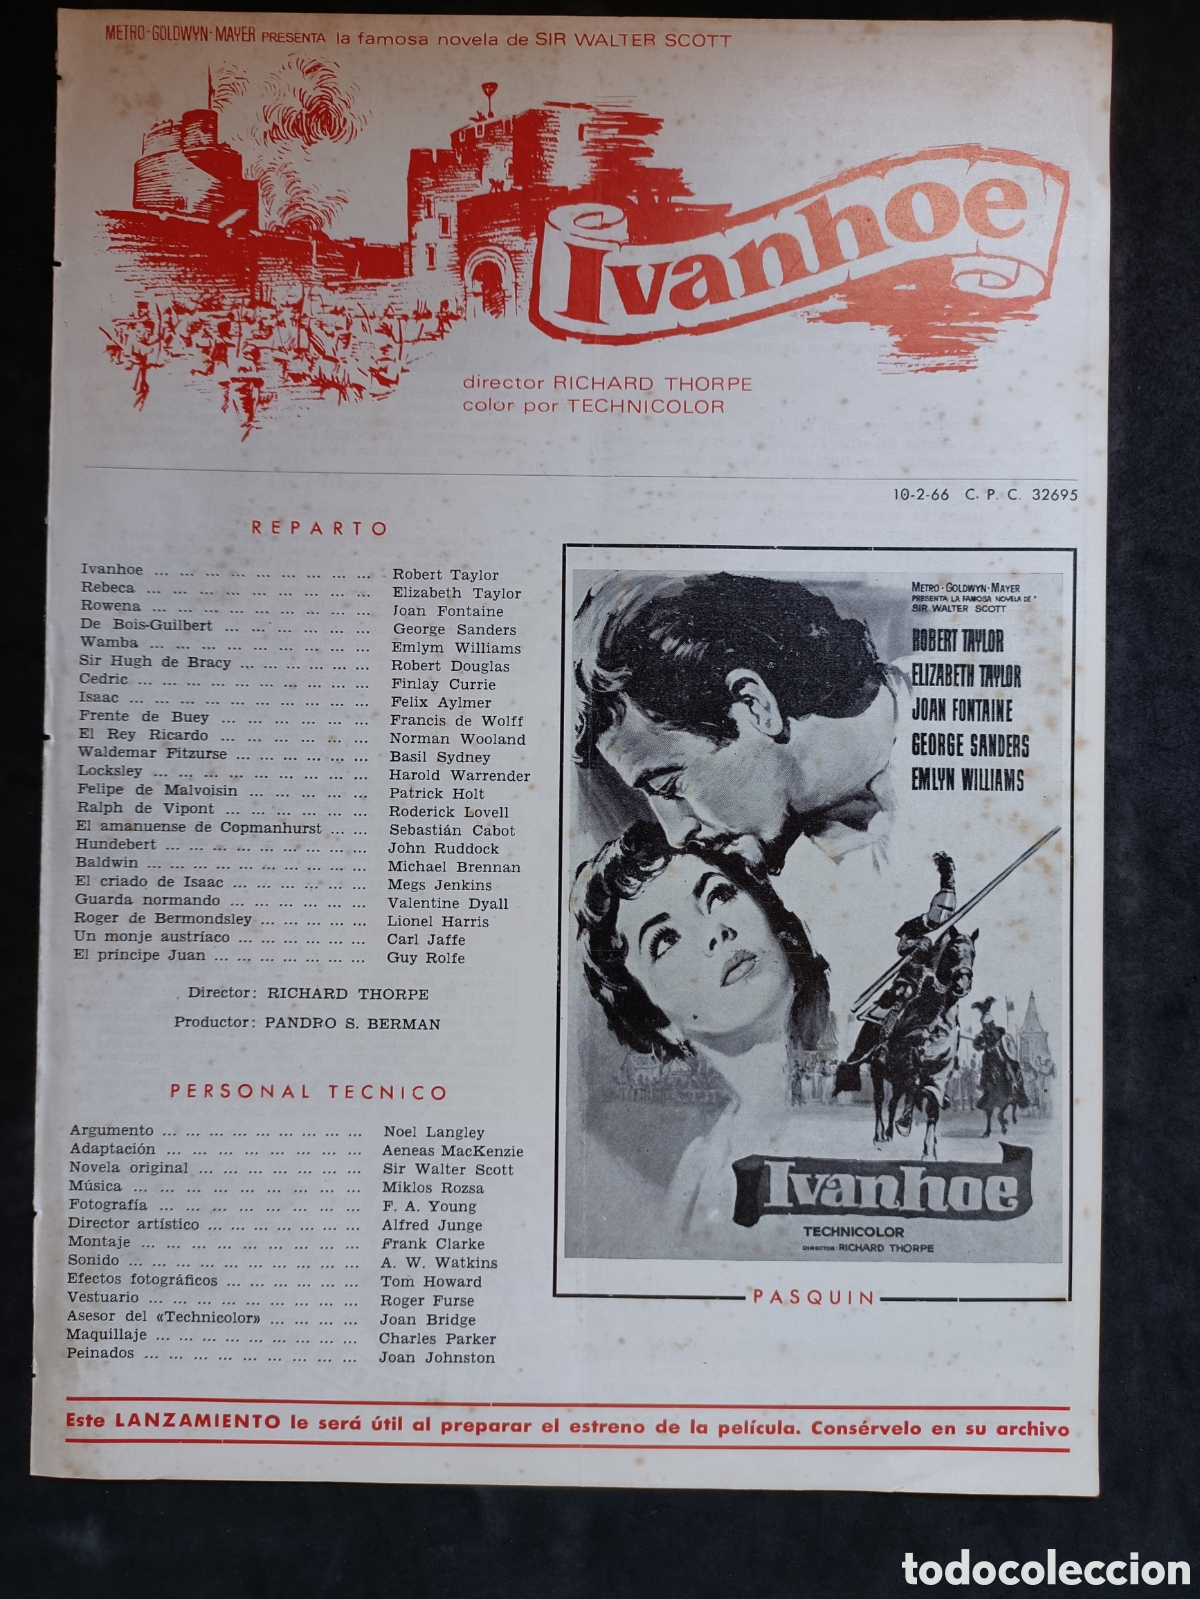 METRO-GOLDWYN-MAYER PRESENTA la famosa novela de SIR WALTER SCOTT
Ivanhoe
director RICHARD THORPE
color por TECHNICOLOR
10-2-66 C. P. C. 32695
REPARTO
Ivanhoe ... ... ... ... ... ... ... ... ... Robert Taylor
Rebeca ... ... ... ... ... ... ... ... ... Elizabeth Taylor
Rowena ... ... ... ... ... ... ... ... ... Joan Fontaine
De Bois-Guilbert ... ... ... ... ... ... George Sanders
Wamba ... ... ... ... ... ... ... ... ... Emlym Williams
Sir Hugh de Bracy ... ... ... ... ... ... Robert Douglas
Cedric ... ... ... ... ... ... ... ... ... ... Finlay Currie
Isaac ... ... ... ... ... ... ... ... ... ... Felix Aylmer
Frente de Buey ... ... ... ... ... ... Francis de Wolff
El Rey Ricardo ... ... ... ... ... ... Norman Wooland
Waldemar Fitzurse ... ... ... ... ... ... Basil Sydney
Locksley ... ... ... ... ... ... ... ... ... Harold Warrender
Felipe de Malvoisin ... ... ... ... ... Patrick Holt
Ralph de Vipont ... ... ... ... ... ... Roderick Lovell
El amanuense de Copmanhurst ... ... Sebastián Cabot
Hundebert ... ... ... ... ... ... ... ... John Ruddock
Baldwin ... ... ... ... ... ... ... ... ... Michael Brennan
El criado de Isaac ... ... ... ... ... ... Megs Jenkins
Guarda normando ... ... ... ... ... ... Valentine Dyall
Roger de Bermondsley ... ... ... ... ... Lionel Harris
Un monje austríaco ... ... ... ... ... ... Carl Jaffe
El príncipe Juan ... ... ... ... ... ... ... Guy Rolfe
Director: RICHARD THORPE
Productor: PANDRO S. BERMAN
PERSONAL TECNICO
Argumento ... ... ... ... ... ... ... ... ... Noel Langley
Adaptación ... ... ... ... ... ... ... ... Aeneas MacKenzie
Novela original ... ... ... ... ... ... ... Sir Walter Scott
Música ... ... ... ... ... ... ... ... ... ... Miklos Rozsa
Fotografía ... ... ... ... ... ... ... ... ... F. A. Young
Director artístico ... ... ... ... ... ... ... Alfred Junge
Montaje ... ... ... ... ... ... ... ... ... Frank Clarke
Sonido ... ... ... ... ... ... ... ... ... ... A. W. Watkins
Efectos fotográficos ... ... ... ... ... ... Tom Howard
Vestuario ... ... ... ... ... ... ... ... ... Roger Furse
Asesor del «Technicolor» ... ... ... ... Joan Bridge
Maquillaje ... ... ... ... ... ... ... ... ... Charles Parker
Peinados ... ... ... ... ... ... ... ... ... Joan Johnston
METRO-GOLDWYN-MAYER
PRESENTA LA FAMOSA NOVELA DE
SIR WALTER SCOTT
ROBERT TAYLOR
ELIZABETH TAYLOR
JOAN FONTAINE
GEORGE SANDERS
EMLYN WILLIAMS
Ivanhoe
TECHNICOLOR
DIRECTOR: RICHARD THORPE
PASQUIN
Este LANZAMIENTO le será útil al preparar el estreno de la película. Consérvelo en su archivo
todocoleccion